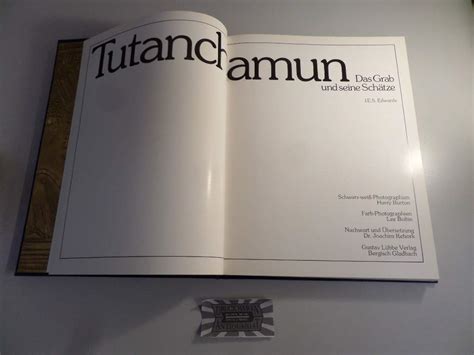 Tutanchamun
Das Grab
und seine Schätze
I.E.S. Edwards
Schwarz-weiß-Photographien
Harry Burton
Farb-Photographien
Lee Boltin
Nachwort und Übersetzung
Dr. Joachim Rehork
Gustav Lübbe Verlag
Bergisch Gladbach